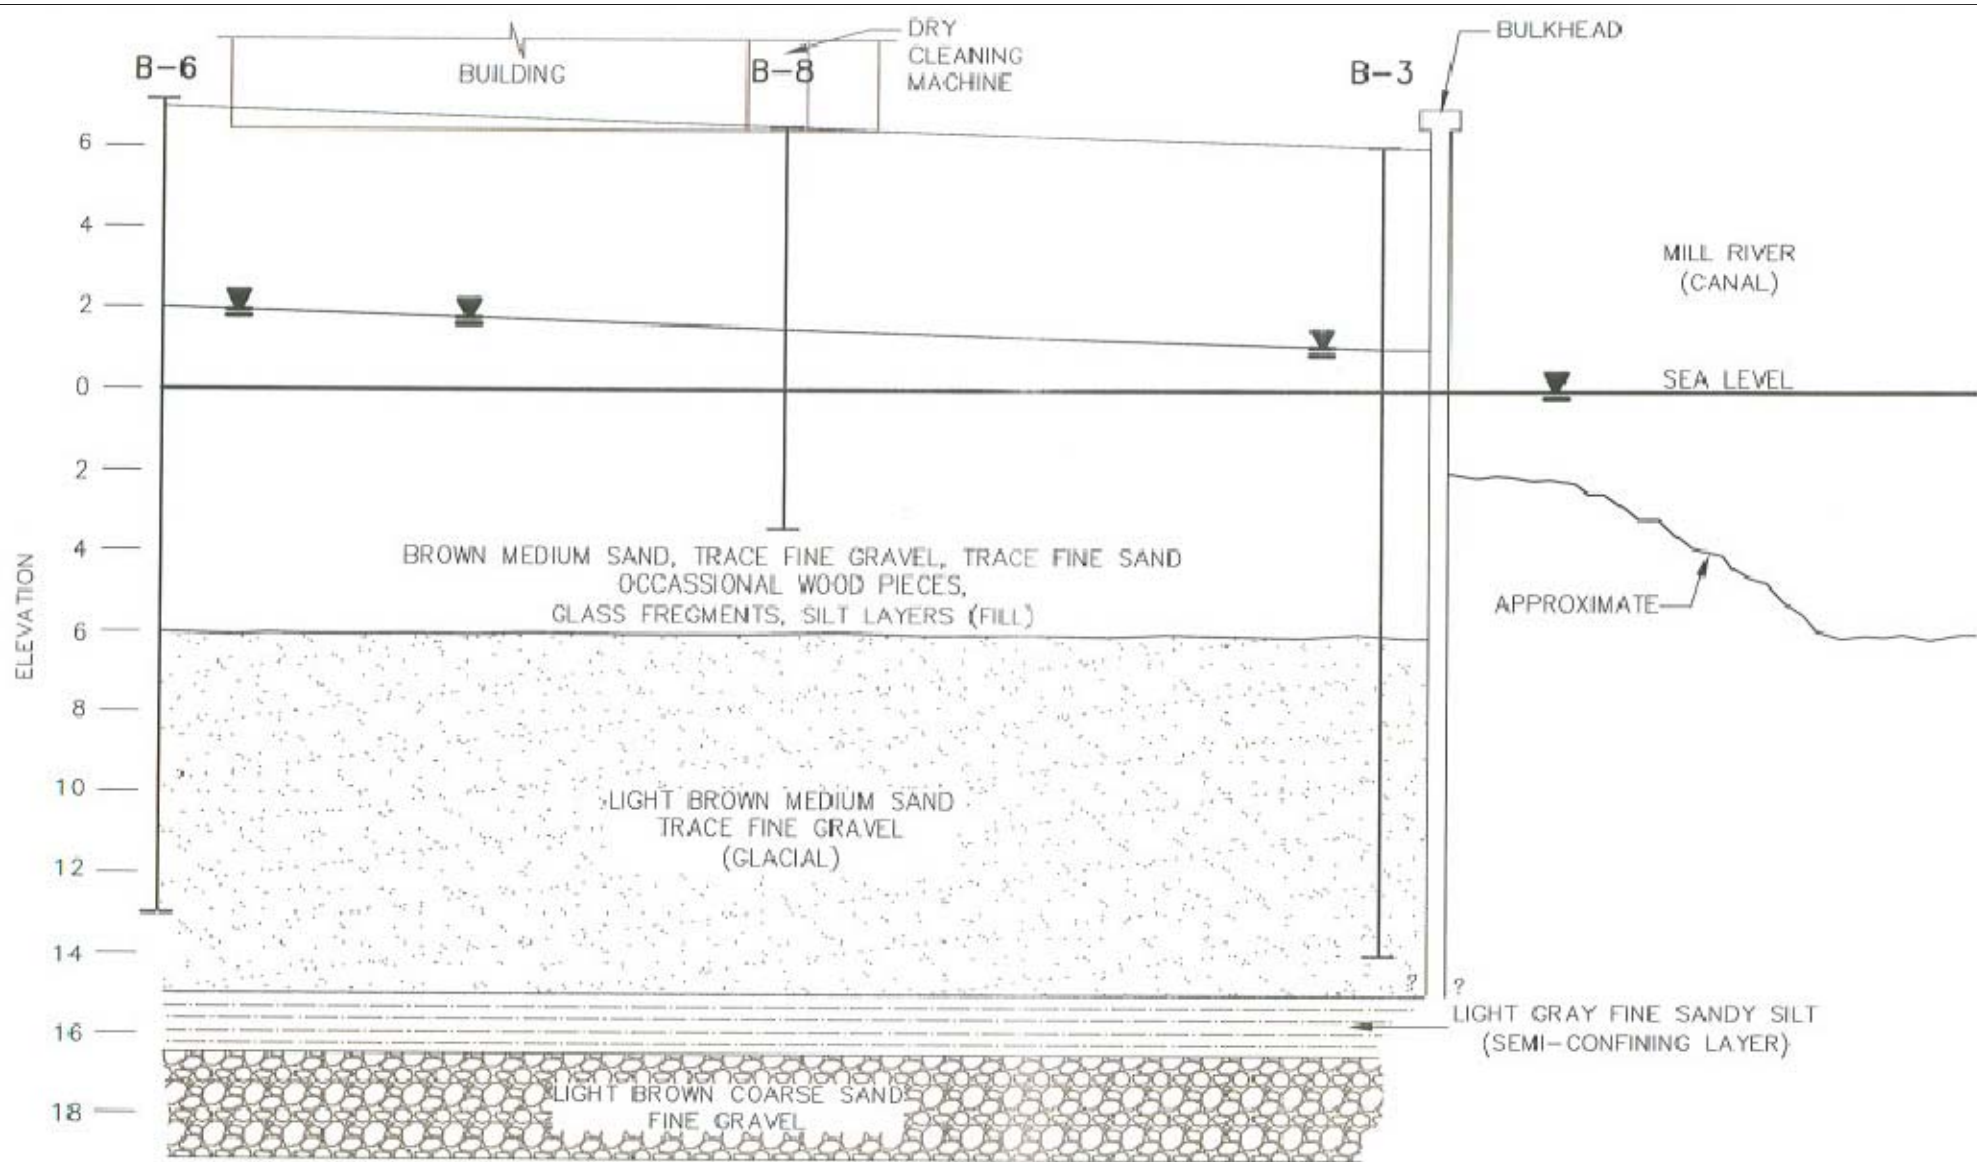 B-6
BUILDING
B-8
DRY
CLEANING
MACHINE
B-3
BULKHEAD
6
4
2
0
2
4
6
8
10
12
14
16
18
ELEVATION
MILL RIVER
(CANAL)
SEA LEVEL
APPROXIMATE
BROWN MEDIUM SAND, TRACE FINE GRAVEL, TRACE FINE SAND
OCCASSIONAL WOOD PIECES,
GLASS FREGMENTS, SILT LAYERS (FILL)
LIGHT BROWN MEDIUM SAND
TRACE FINE GRAVEL
(GLACIAL)
? ?
LIGHT GRAY FINE SANDY SILT
(SEMI-CONFINING LAYER)
LIGHT BROWN COARSE SAND
FINE GRAVEL